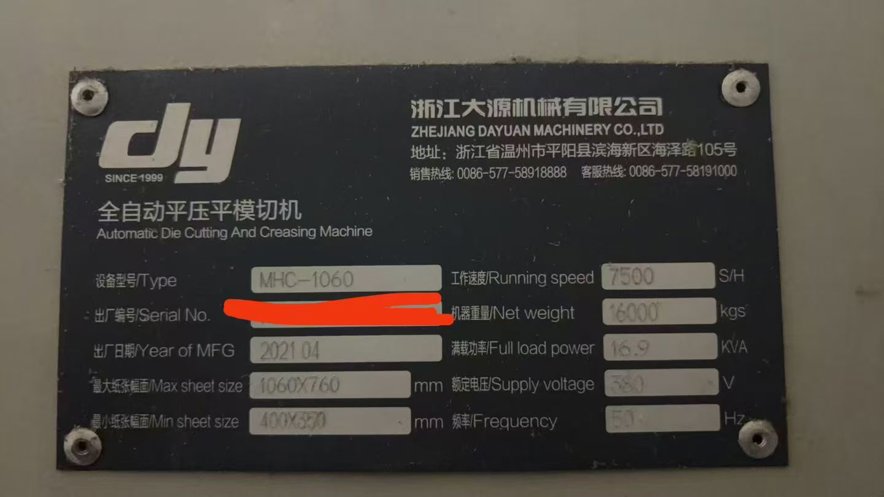 dy
SINCE 1999
浙江大源机械有限公司
ZHEJIANG DAYUAN MACHINERY CO.,LTD
地址: 浙江省温州市平阳县滨海新区海泽路105号
销售热线: 0086-577-58918888 客服热线: 0086-577-58191000
全自动平压平模切机
Automatic Die Cutting And Creasing Machine
设备型号/Type MHC-1060 工作速度/Running speed 7500 S/H
出厂编号/Serial No. 机器重量/Net weight 16000 kgs
出厂日期/Year of MFG 2021.04 满载功率/Full load power 16.9 KVA
最大纸张幅面/Max sheet size 1060X760 mm 额定电压/Supply voltage 380 V
最小纸张幅面/Min sheet size 400X350 mm 频率/Frequency 50 Hz